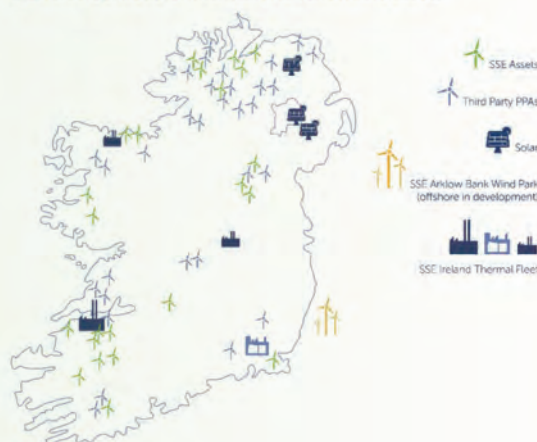 SSE Assets
Third Party PPAs
Solar
SSE Arklow Bank Wind Park
(offshore in development)
SSE Ireland Thermal Fleet